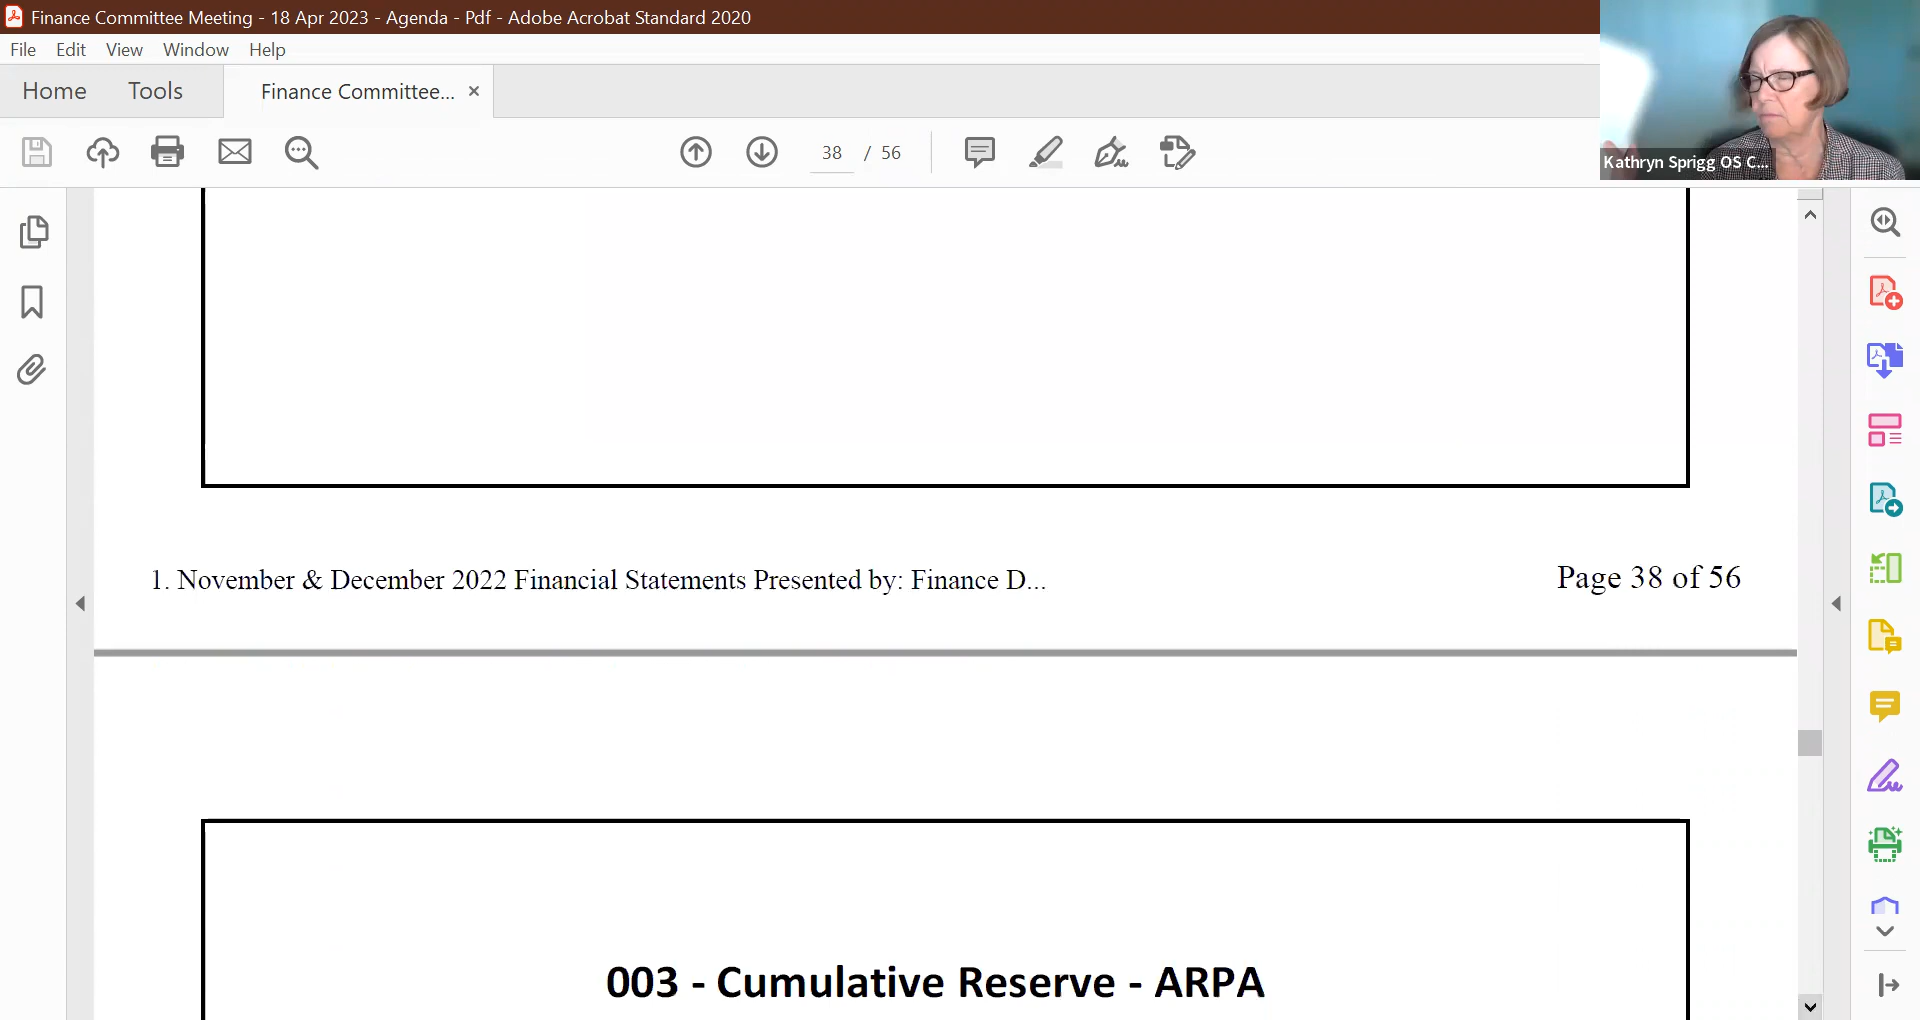 Finance Committee Meeting - 18 Apr 2023 - Agenda - Pdf - Adobe Acrobat Standard 2020
File Edit View Window Help
Home Tools Finance Committee... ×
38 / 56
Kathryn Sprigg OS C...
1. November & December 2022 Financial Statements Presented by: Finance D...
Page 38 of 56
003 - Cumulative Reserve - ARPA